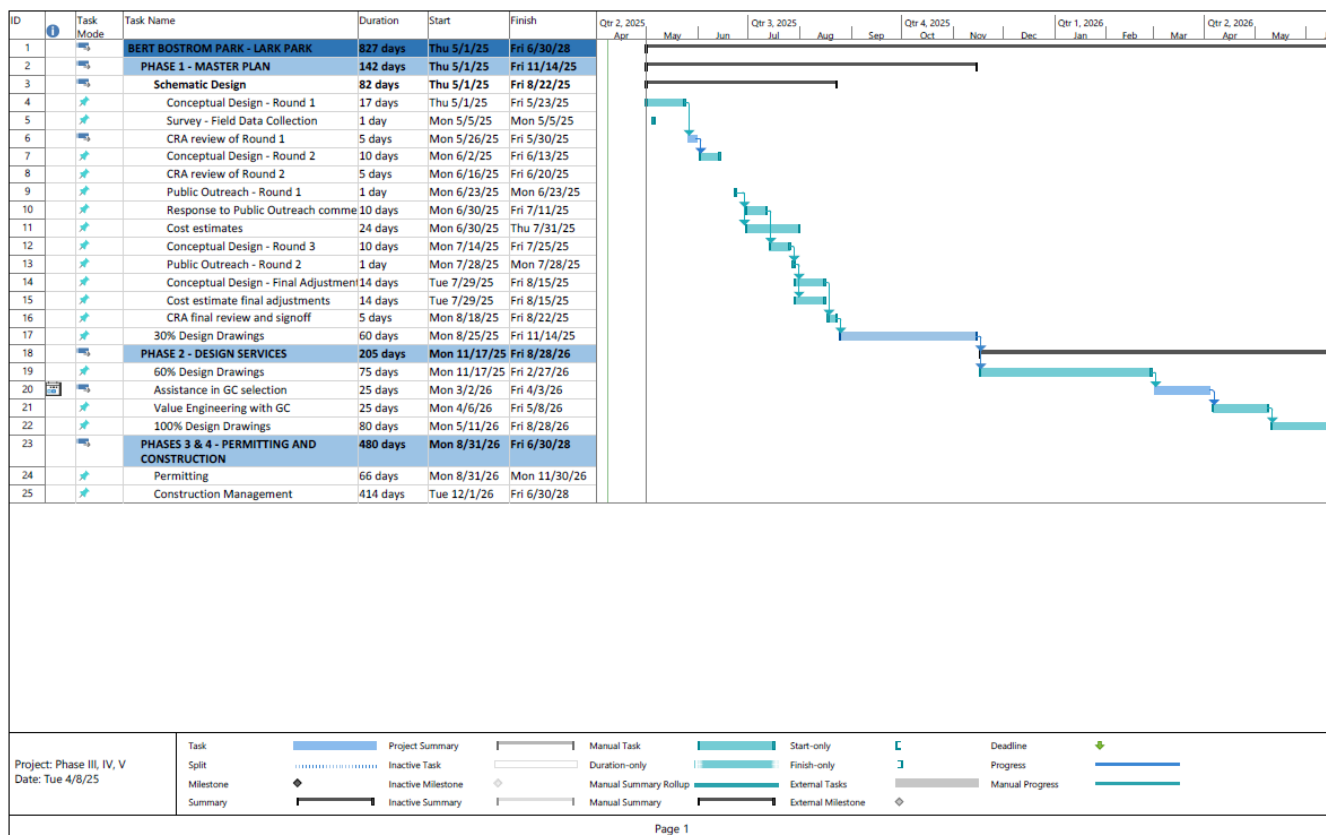 ID Task Mode Task Name Duration Start Finish
Qtr 2, 2025 Qtr 3, 2025 Qtr 4, 2025 Qtr 1, 2026 Qtr 2, 2026
Apr May Jun Jul Aug Sep Oct Nov Dec Jan Feb Mar Apr May
1 BERT BOSTROM PARK - LARK PARK 827 days Thu 5/1/25 Fri 6/30/28
2 PHASE 1 - MASTER PLAN 142 days Thu 5/1/25 Fri 11/14/25
3 Schematic Design 82 days Thu 5/1/25 Fri 8/22/25
4 Conceptual Design - Round 1 17 days Thu 5/1/25 Fri 5/23/25
5 Survey - Field Data Collection 1 day Mon 5/5/25 Mon 5/5/25
6 CRA review of Round 1 5 days Mon 5/26/25 Fri 5/30/25
7 Conceptual Design - Round 2 10 days Mon 6/2/25 Fri 6/13/25
8 CRA review of Round 2 5 days Mon 6/16/25 Fri 6/20/25
9 Public Outreach - Round 1 1 day Mon 6/23/25 Mon 6/23/25
10 Response to Public Outreach comme 10 days Mon 6/30/25 Fri 7/11/25
11 Cost estimates 24 days Mon 6/30/25 Thu 7/31/25
12 Conceptual Design - Round 3 10 days Mon 7/14/25 Fri 7/25/25
13 Public Outreach - Round 2 1 day Mon 7/28/25 Mon 7/28/25
14 Conceptual Design - Final Adjustment 14 days Tue 7/29/25 Fri 8/15/25
15 Cost estimate final adjustments 14 days Tue 7/29/25 Fri 8/15/25
16 CRA final review and signoff 5 days Mon 8/18/25 Fri 8/22/25
17 30% Design Drawings 60 days Mon 8/25/25 Fri 11/14/25
18 PHASE 2 - DESIGN SERVICES 205 days Mon 11/17/25 Fri 8/28/26
19 60% Design Drawings 75 days Mon 11/17/25 Fri 2/27/26
20 Assistance in GC selection 25 days Mon 3/2/26 Fri 4/3/26
21 Value Engineering with GC 25 days Mon 4/6/26 Fri 5/8/26
22 100% Design Drawings 80 days Mon 5/11/26 Fri 8/28/26
23 PHASES 3 & 4 - PERMITTING AND 480 days Mon 8/31/26 Fri 6/30/28
CONSTRUCTION
24 Permitting 66 days Mon 8/31/26 Mon 11/30/26
25 Construction Management 414 days Tue 12/1/26 Fri 6/30/28
Project: Phase III, IV, V
Date: Tue 4/8/25
Task Project Summary Manual Task Start-only Deadline
Split Inactive Task Duration-only Finish-only Progress
Milestone Inactive Milestone Manual Summary Rollup External Tasks Manual Progress
Summary Inactive Summary Manual Summary External Milestone
Page 1